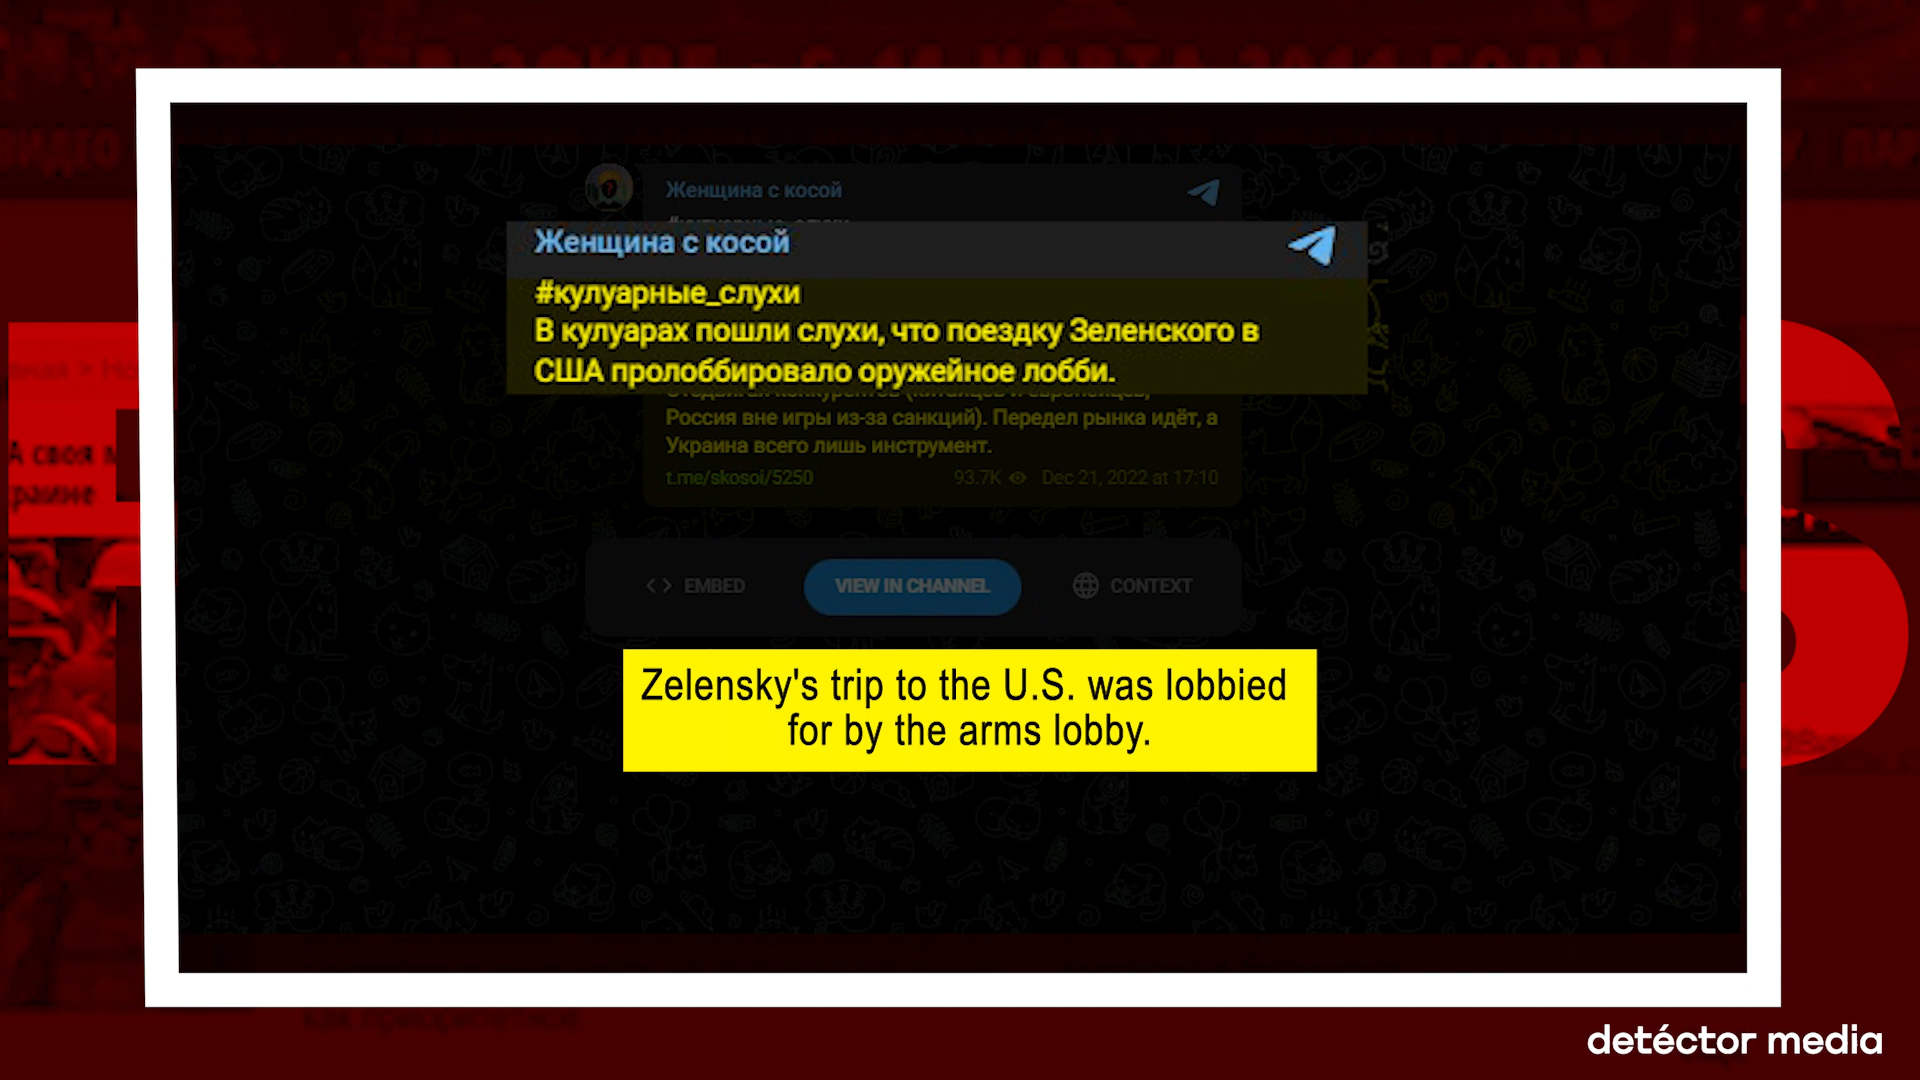 ВИДЕО
Женщина с косой
Женщина с косой
#кулуарные_слухи
В кулуарах пошли слухи, что поездку Зеленского в
США пролоббировало оружейное лобби.
Россия вне игры из-за санкций). Передел рынка идёт, а
Украина всего лишь инструмент.
t.me/skosoi/5250 93.7K Dec 21, 2022 at 17:10
EMBED VIEW IN CHANNEL CONTEXT
А своя
Zelensky's trip to the U.S. was lobbied
for by the arms lobby.
detéctor media